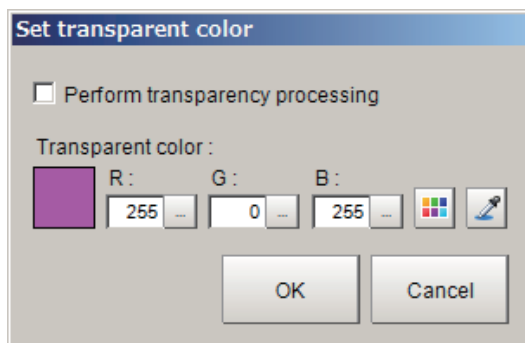 Set transparent color
Perform transparency processing
Transparent color :
R : G : B :
255 ... 0 ... 255 ...
OK Cancel